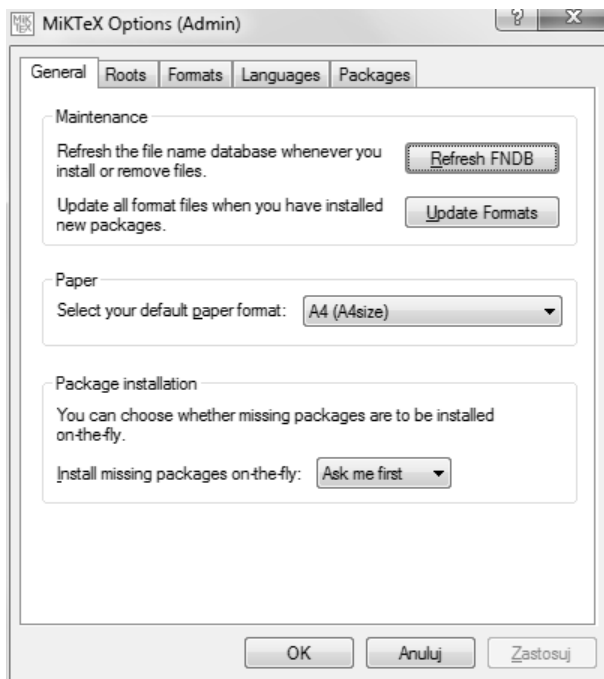 MiKTeX Options (Admin)
General Roots Formats Languages Packages
Maintenance
Refresh the file name database whenever you
install or remove files.
Refresh FNDB
Update all format files when you have installed
new packages.
Update Formats
Paper
Select your default paper format: A4 (A4size)
Package installation
You can choose whether missing packages are to be installed
on-the-fly.
Install missing packages on-the-fly: Ask me first
OK Anuluj Zastosuj